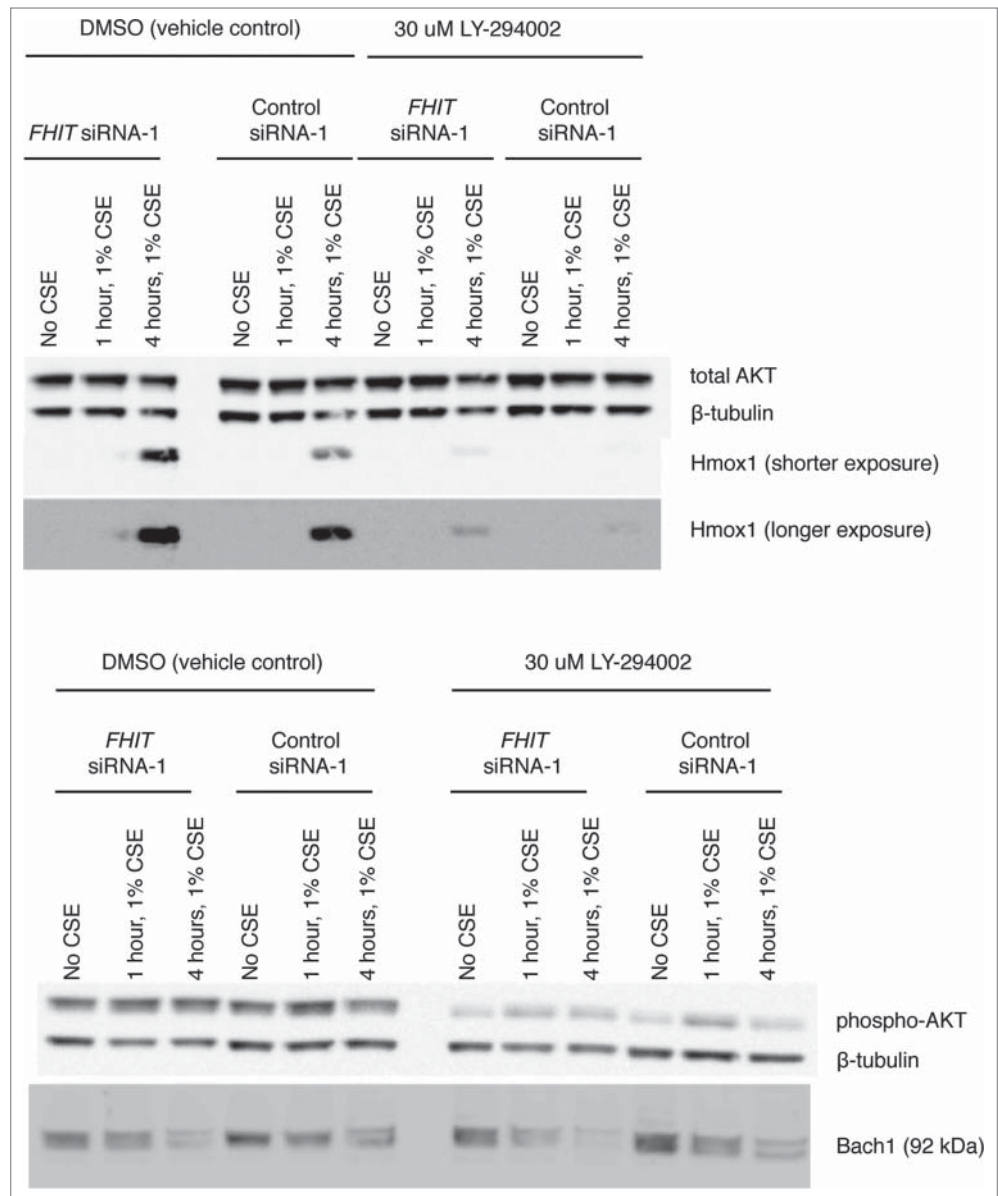 DMSO (vehicle control) 30 uM LY-294002
FHIT siRNA-1 Control siRNA-1 FHIT siRNA-1 Control siRNA-1
No CSE 1 hour, 1% CSE 4 hours, 1% CSE No CSE 1 hour, 1% CSE 4 hours, 1% CSE No CSE 1 hour, 1% CSE 4 hours, 1% CSE No CSE 1 hour, 1% CSE 4 hours, 1% CSE
total AKT
β-tubulin
Hmox1 (shorter exposure)
Hmox1 (longer exposure)
DMSO (vehicle control) 30 uM LY-294002
FHIT Control FHIT Control
siRNA-1 siRNA-1 siRNA-1 siRNA-1
No CSE 1 hour, 1% CSE 4 hours, 1% CSE No CSE 1 hour, 1% CSE 4 hours, 1% CSE No CSE 1 hour, 1% CSE 4 hours, 1% CSE No CSE 1 hour, 1% CSE 4 hours, 1% CSE
phospho-AKT
β-tubulin
Bach1 (92 kDa)